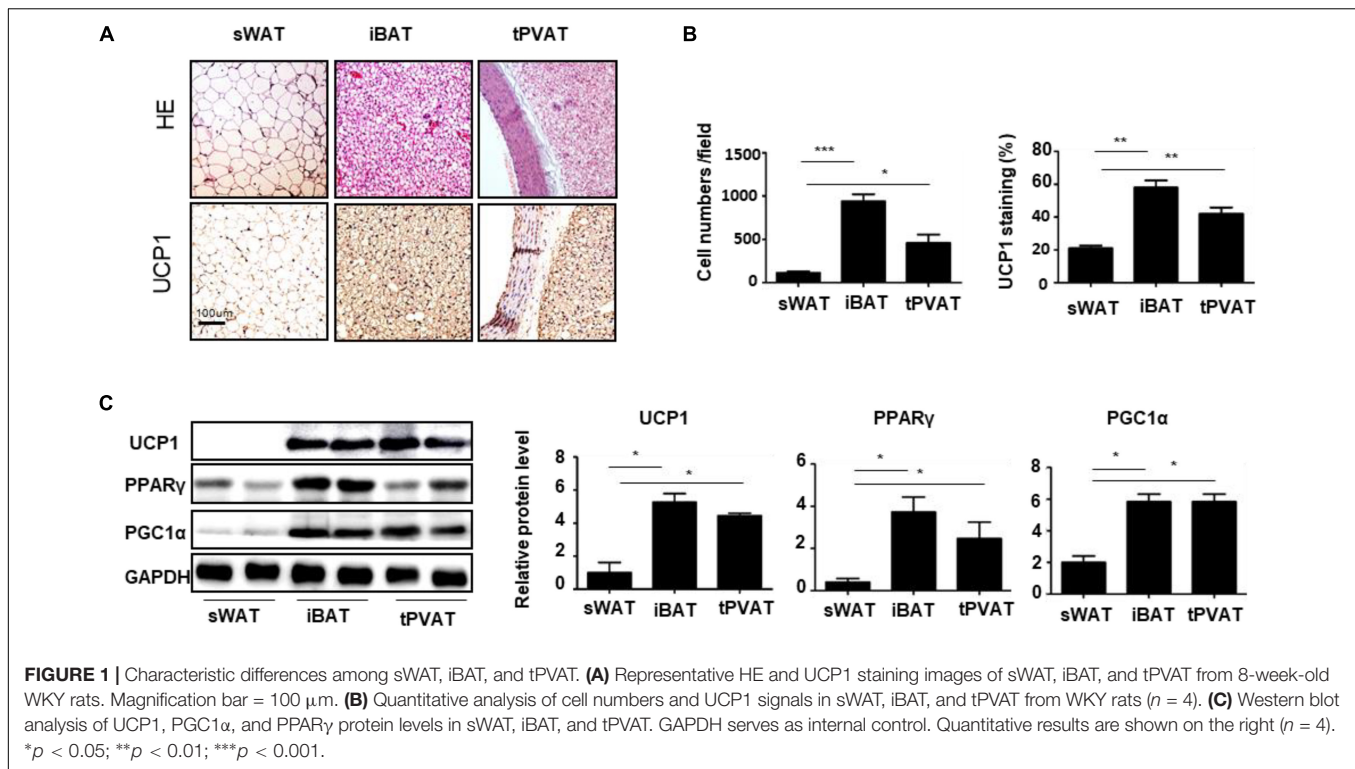 A
sWAT iBAT tPVAT
HE
UCP1
100um
B
Cell numbers /field
1500
1000
500
0
***
*
sWAT iBAT tPVAT
UCP1 staining (%)
80
60
40
20
0
**
**
sWAT iBAT tPVAT
C
UCP1
PPARγ
PGC1α
GAPDH
sWAT iBAT tPVAT
Relative protein level
UCP1
8
6
4
2
0
*
*
sWAT iBAT tPVAT
PPARγ
6
4
2
0
*
*
sWAT iBAT tPVAT
PGC1α
8
6
4
2
0
*
*
sWAT iBAT tPVAT
FIGURE 1 | Characteristic differences among sWAT, iBAT, and tPVAT. (A) Representative HE and UCP1 staining images of sWAT, iBAT, and tPVAT from 8-week-old
WKY rats. Magnification bar = 100 μm. (B) Quantitative analysis of cell numbers and UCP1 signals in sWAT, iBAT, and tPVAT from WKY rats (n = 4). (C) Western blot
analysis of UCP1, PGC1α, and PPARγ protein levels in sWAT, iBAT, and tPVAT. GAPDH serves as internal control. Quantitative results are shown on the right (n = 4).
*p < 0.05; **p < 0.01; ***p < 0.001.